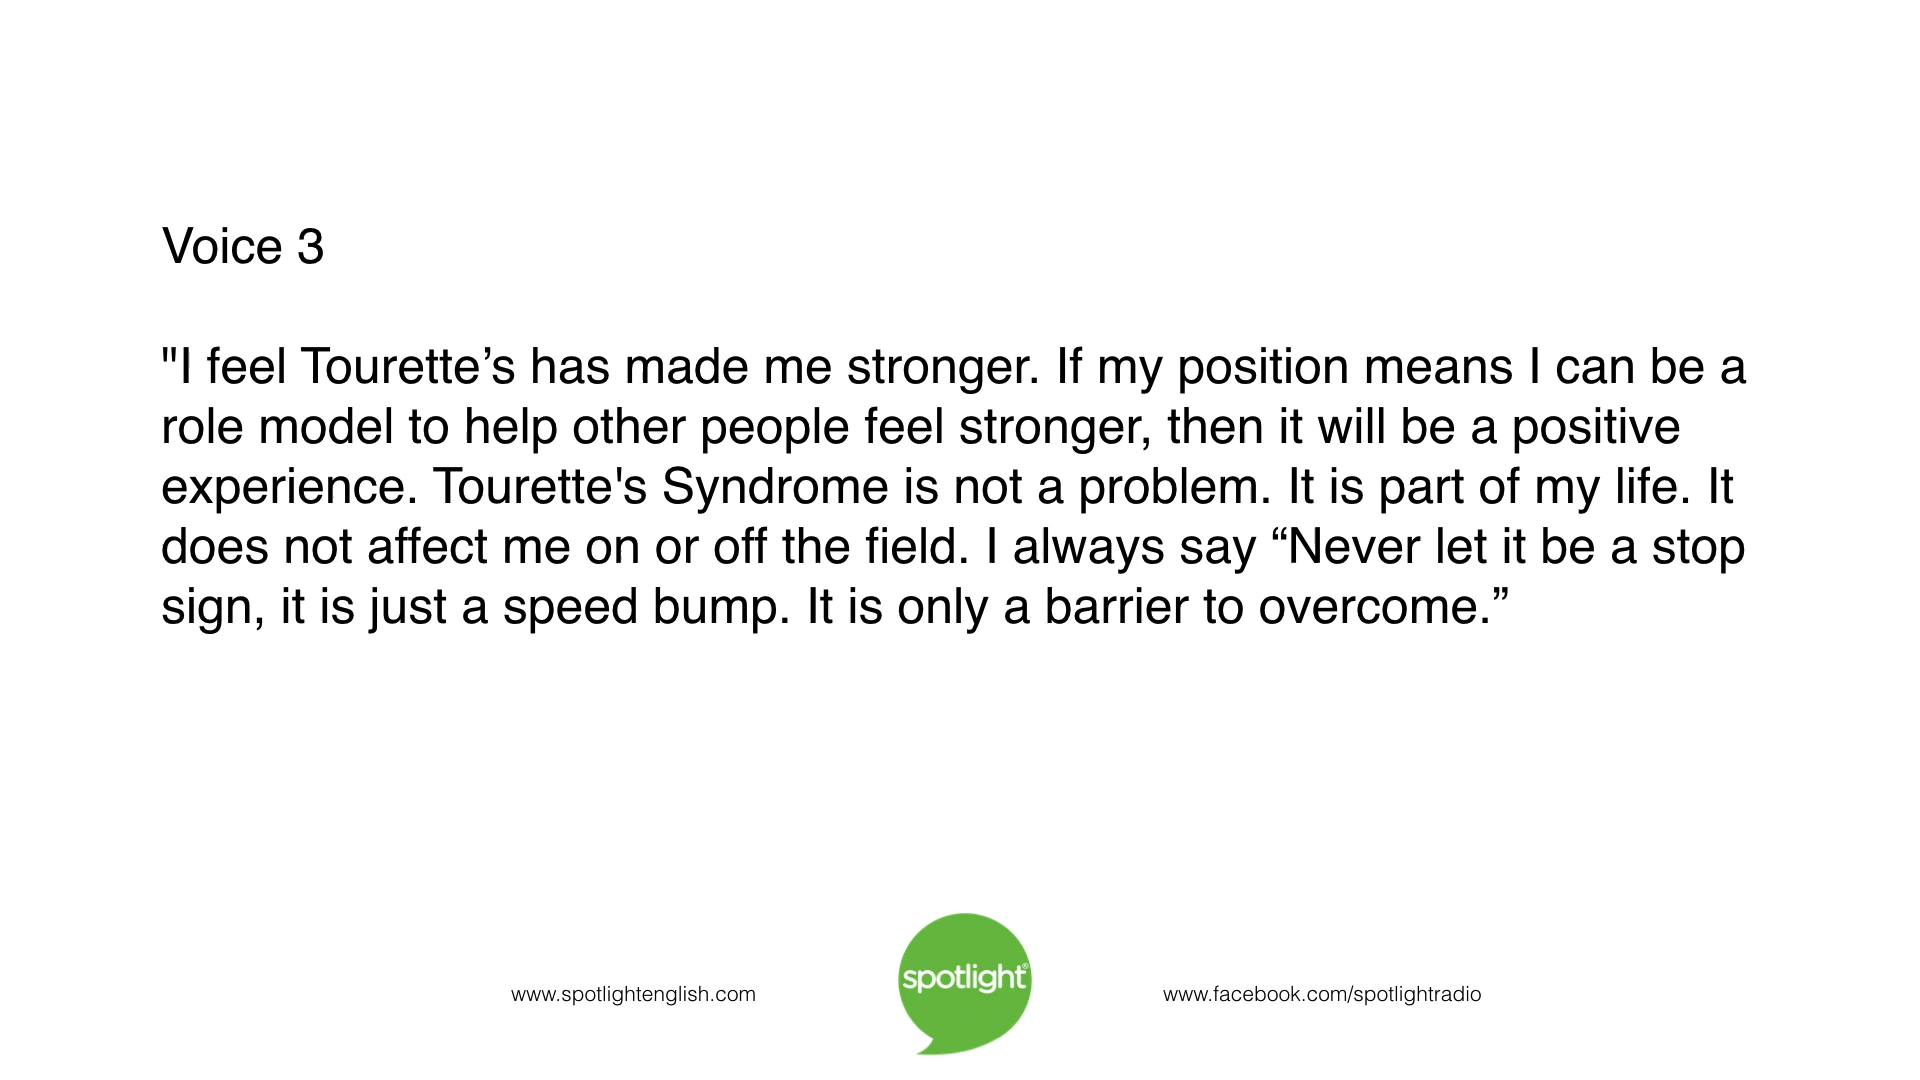 Voice 3
"I feel Tourette’s has made me stronger. If my position means I can be a
role model to help other people feel stronger, then it will be a positive
experience. Tourette's Syndrome is not a problem. It is part of my life. It
does not affect me on or off the field. I always say “Never let it be a stop
sign, it is just a speed bump. It is only a barrier to overcome.”
www.spotlightenglish.com
spotlight®
www.facebook.com/spotlightradio